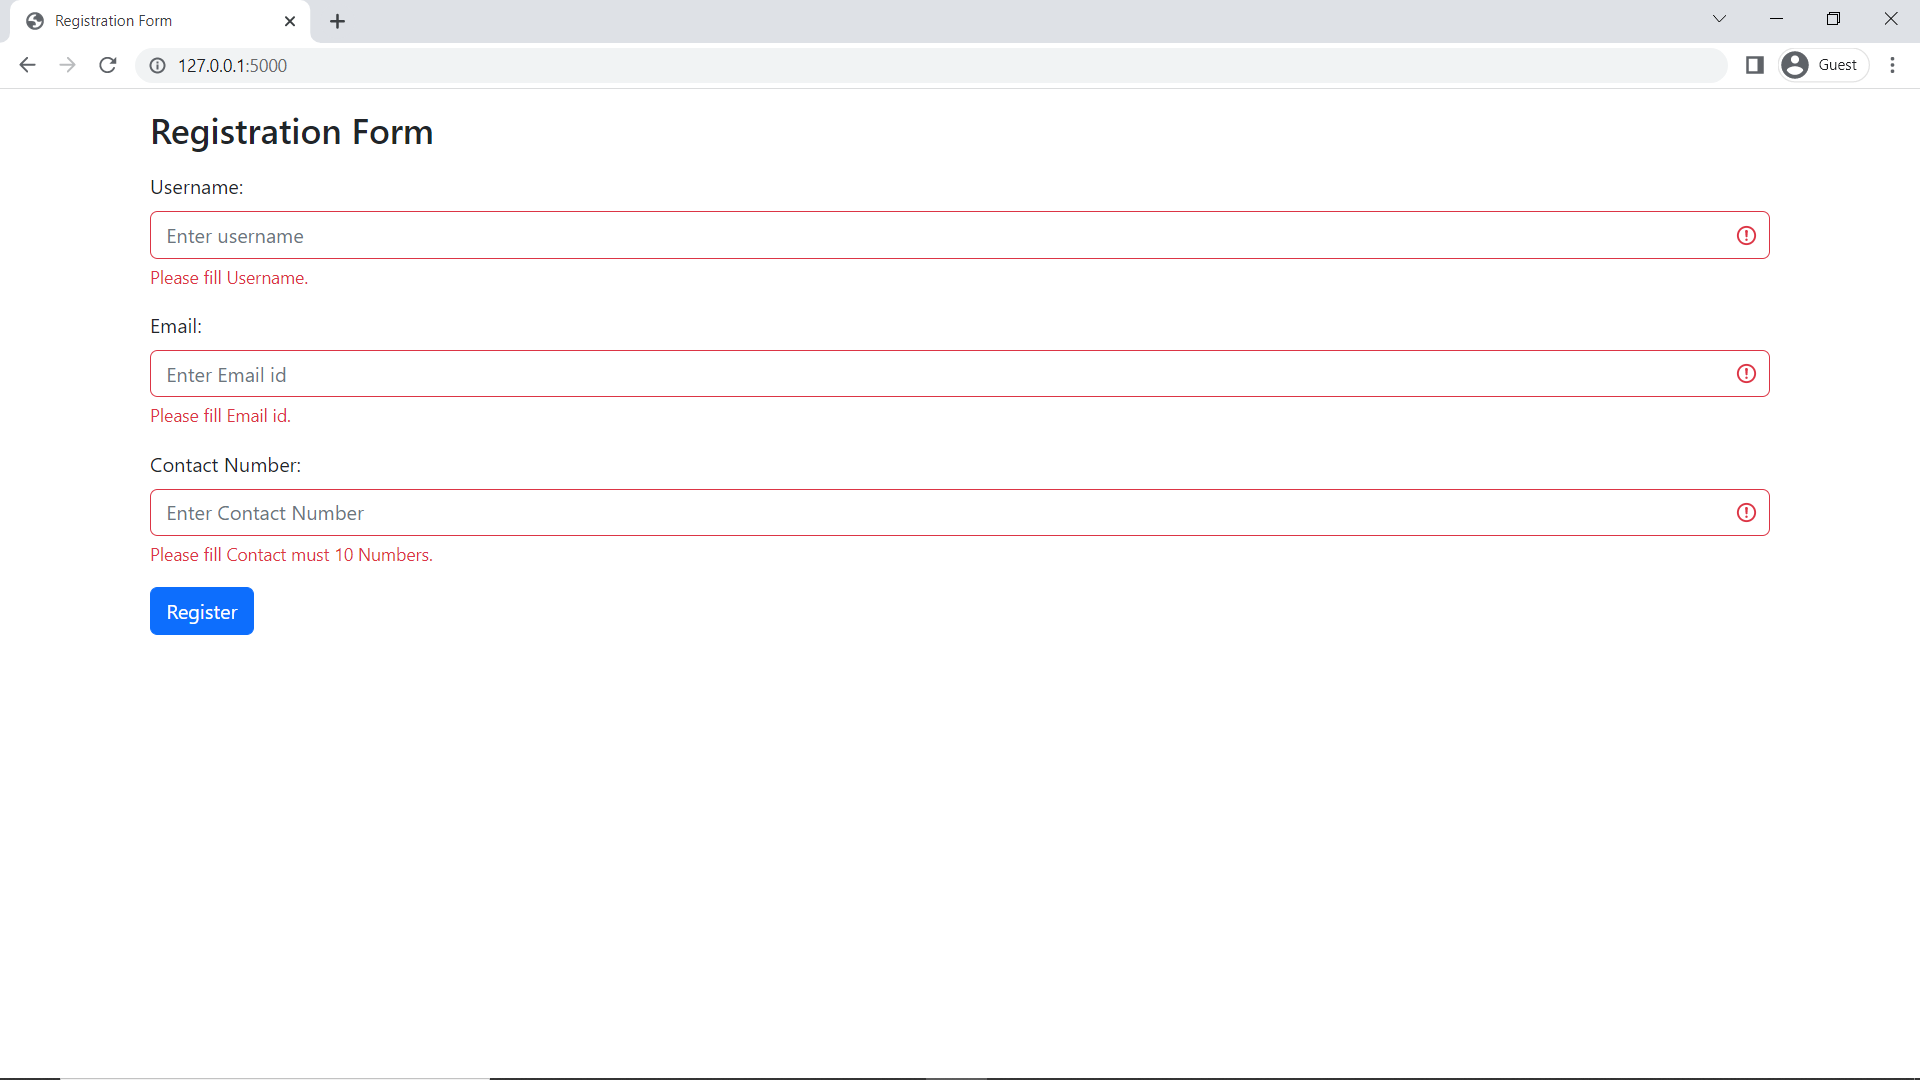 Registration Form
127.0.0.1:5000
Guest
Registration Form
Username:
Enter username
Please fill Username.
Email:
Enter Email id
Please fill Email id.
Contact Number:
Enter Contact Number
Please fill Contact must 10 Numbers.
Register